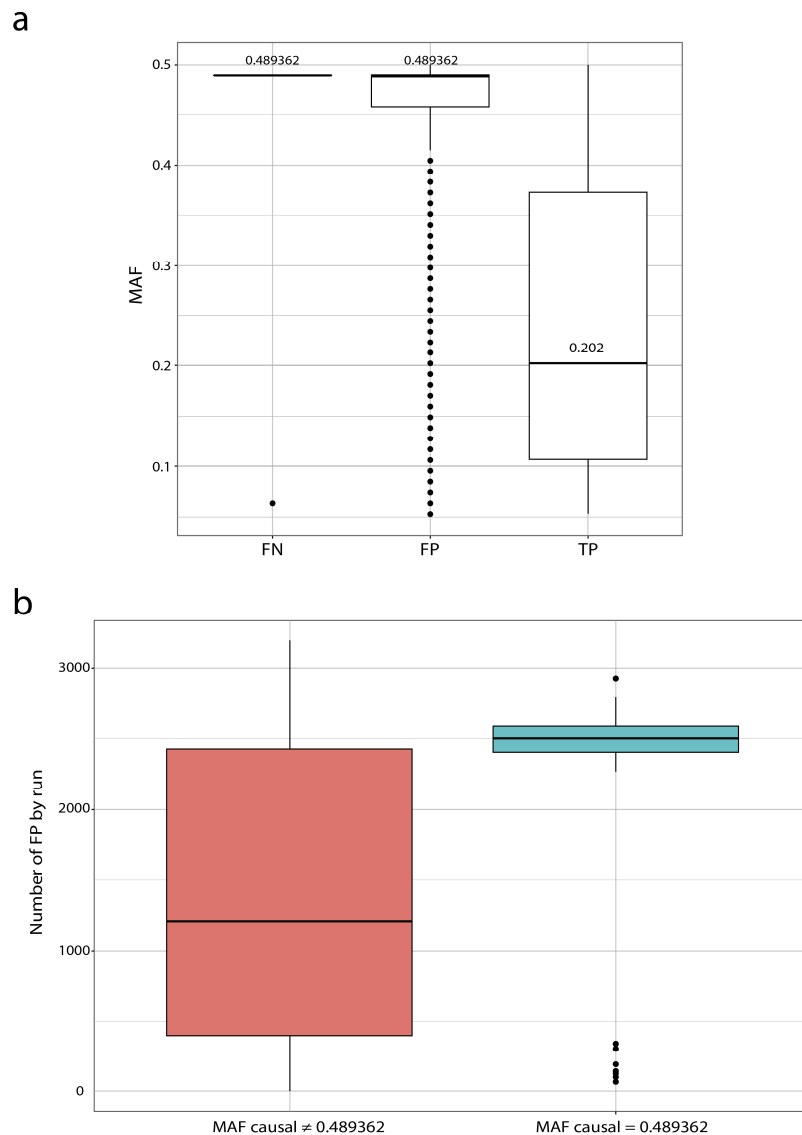 a
0.489362 0.489362
0.5
0.4
0.3
0.202
0.2
0.1
MAF
FN FP TP
b
3000
2000
1000
0
Number of FP by run
MAF causal ≠ 0.489362 MAF causal = 0.489362